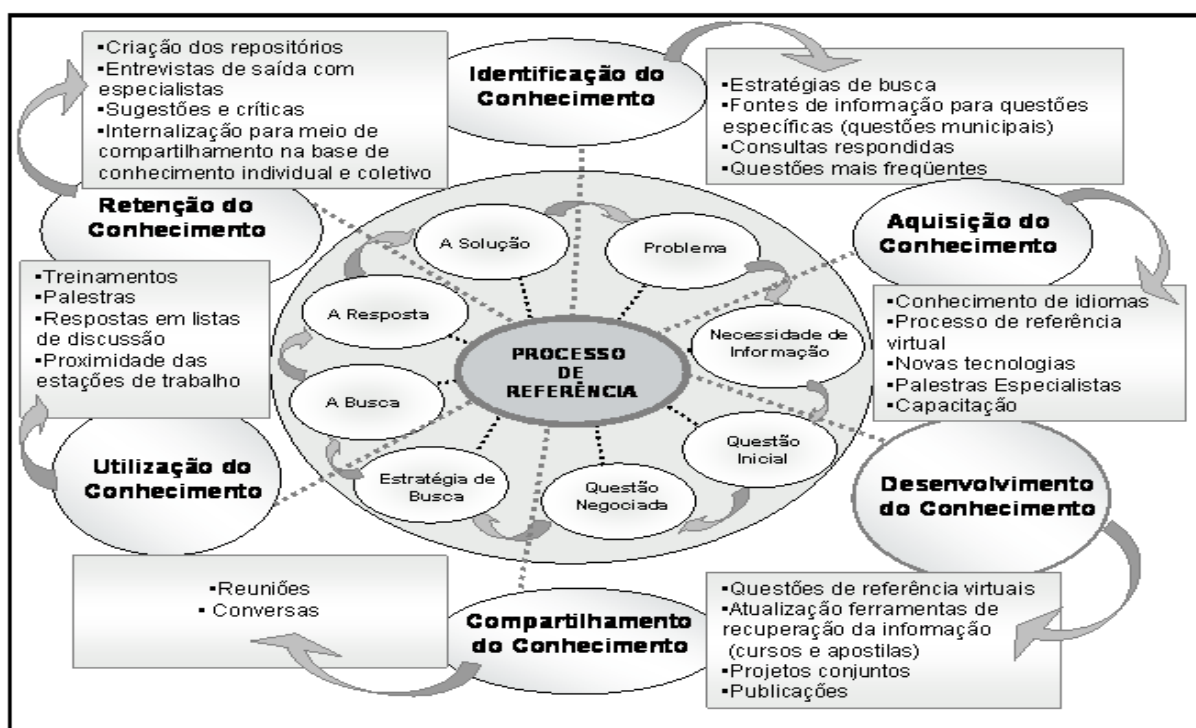 ▪Criação dos repositórios
▪Entrevistas de saída com
especialistas
▪Sugestões e críticas
▪Internalização para meio de
compartilhamento na base de
conhecimento individual e coletivo
Identificação do
Conhecimento
▪Estratégias de busca
▪Fontes de informação para questões
específicas (questões municipais)
▪Consultas respondidas
▪Questões mais freqüentes
Retenção do
Conhecimento
Aquisição do
Conhecimento
▪Treinamentos
▪Palestras
▪Respostas em listas
de discussão
▪Proximidade das
estações de trabalho
▪Conhecimento de idiomas
▪Processo de referência
virtual
▪Novas tecnologias
▪Palestras Especialistas
▪Capacitação
A Solução
Problema
Necessidade de
Informação
Questão
Inicial
Questão
Negociada
Estratégia de
Busca
A Busca
A Resposta
PROCESSO
DE
REFERÊNCIA
Utilização do
Conhecimento
Desenvolvimento
do Conhecimento
▪Reuniões
▪Conversas
Compartilhamento
do Conhecimento
▪Questões de referência virtuais
▪Atualização ferramentas de
recuperação da informação
(cursos e apostilas)
▪Projetos conjuntos
▪Publicações